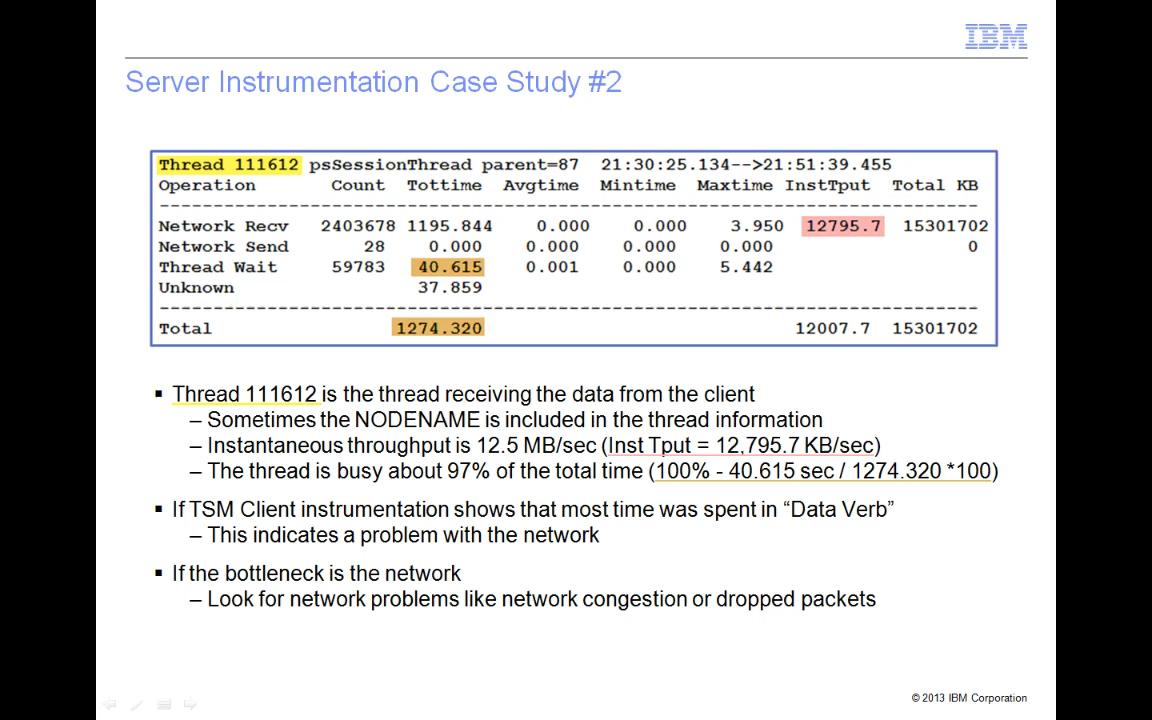 IBM
Server Instrumentation Case Study #2
Thread 111612 psSessionThread parent=87 21:30:25.134-->21:51:39.455
Operation Count Tottime Avgtime Mintime Maxtime InstTput Total KB
----------------------------------------------------------------------------
Network Recv 2403678 1195.844 0.000 0.000 3.950 12795.7 15301702
Network Send 28 0.000 0.000 0.000 0.000 0
Thread Wait 59783 40.615 0.001 0.000 5.442
Unknown 37.859
----------------------------------------------------------------------------
Total 1274.320 12007.7 15301702
▪ Thread 111612 is the thread receiving the data from the client
– Sometimes the NODENAME is included in the thread information
– Instantaneous throughput is 12.5 MB/sec (Inst Tput = 12,795.7 KB/sec)
– The thread is busy about 97% of the total time (100% - 40.615 sec / 1274.320 *100)
▪ If TSM Client instrumentation shows that most time was spent in “Data Verb”
– This indicates a problem with the network
▪ If the bottleneck is the network
– Look for network problems like network congestion or dropped packets
© 2013 IBM Corporation